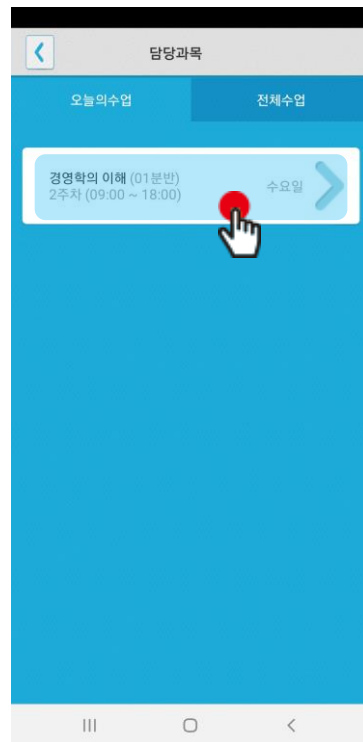 담당과목
오늘의수업
전체수업
경영학의 이해 (01분반)
2주차 (09:00 ~ 18:00)
수요일